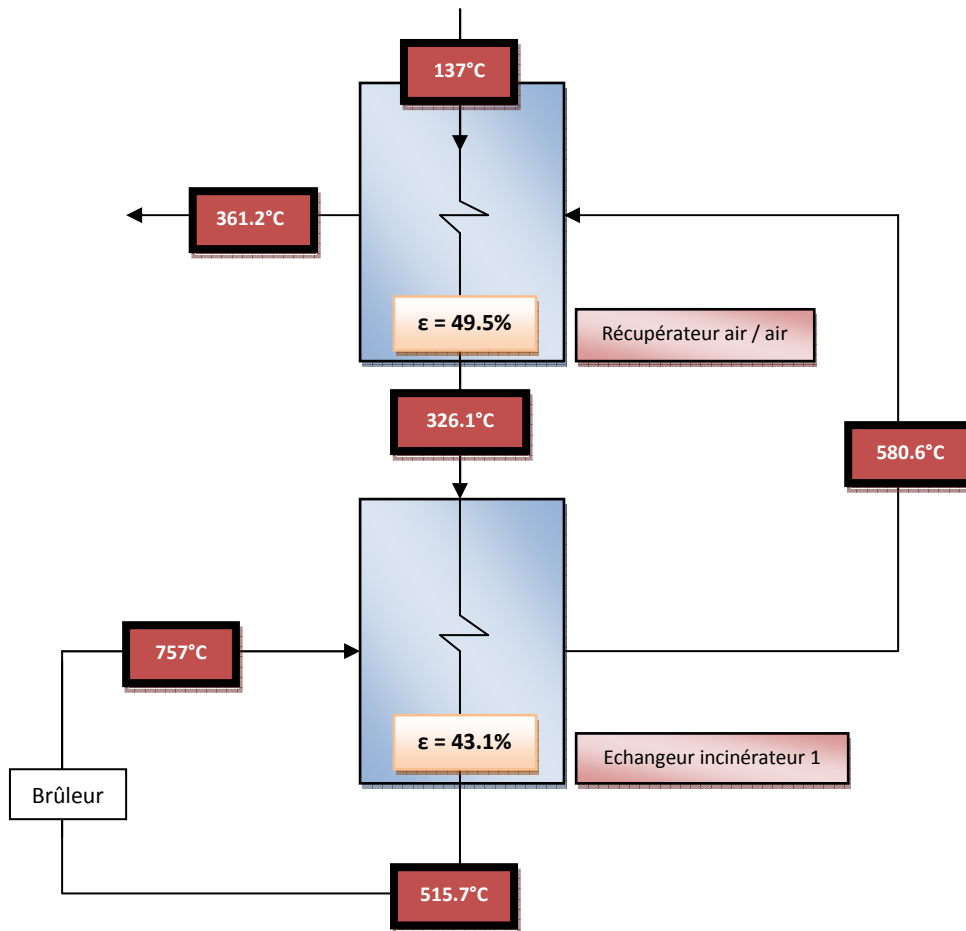 137°C
361.2°C
ε = 49.5%
Récupérateur air / air
326.1°C
580.6°C
757°C
ε = 43.1%
Echangeur incinérateur 1
Brûleur
515.7°C